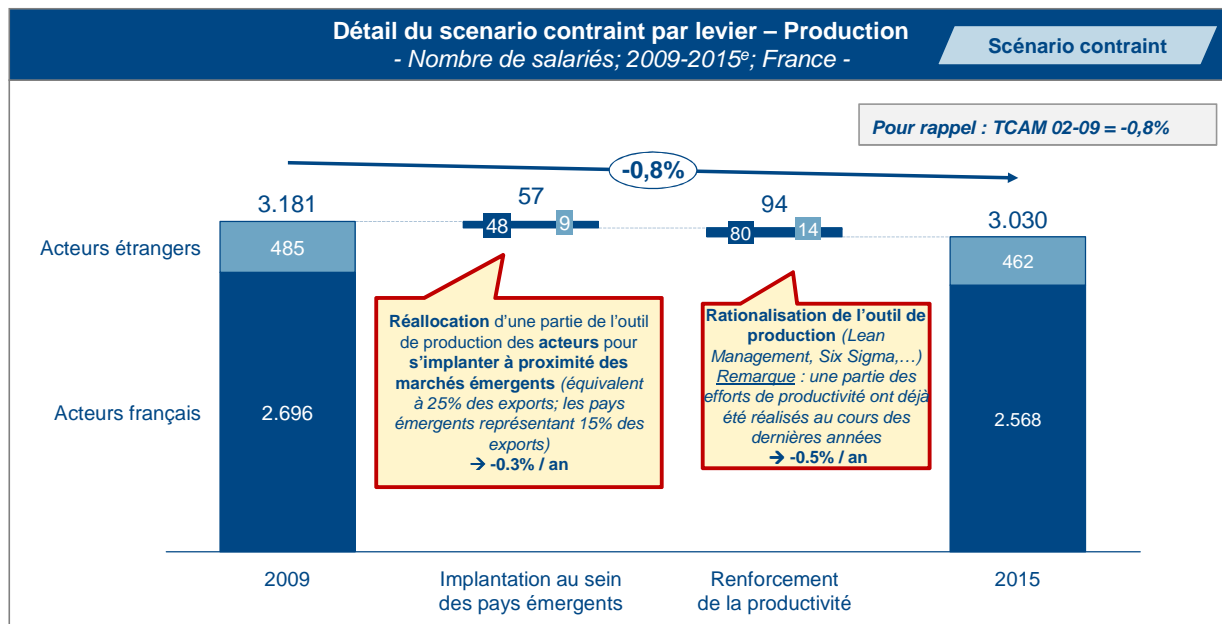 Détail du scenario contraint par levier – Production
- Nombre de salariés; 2009-2015e; France -
Scénario contraint
Pour rappel : TCAM 02-09 = -0,8%
-0,8%
3.181
57
94
3.030
48
9
80
14
Acteurs étrangers
485
462
Réallocation d’une partie de l’outil
de production des acteurs pour
s’implanter à proximité des
marchés émergents (équivalent
à 25% des exports; les pays
émergents représentant 15% des
exports)
→ -0.3% / an
Rationalisation de l’outil de
production (Lean
Management, Six Sigma,…)
Remarque : une partie des
efforts de productivité ont déjà
été réalisés au cours des
dernières années
→ -0.5% / an
Acteurs français
2.696
2.568
2009
Implantation au sein
des pays émergents
Renforcement
de la productivité
2015